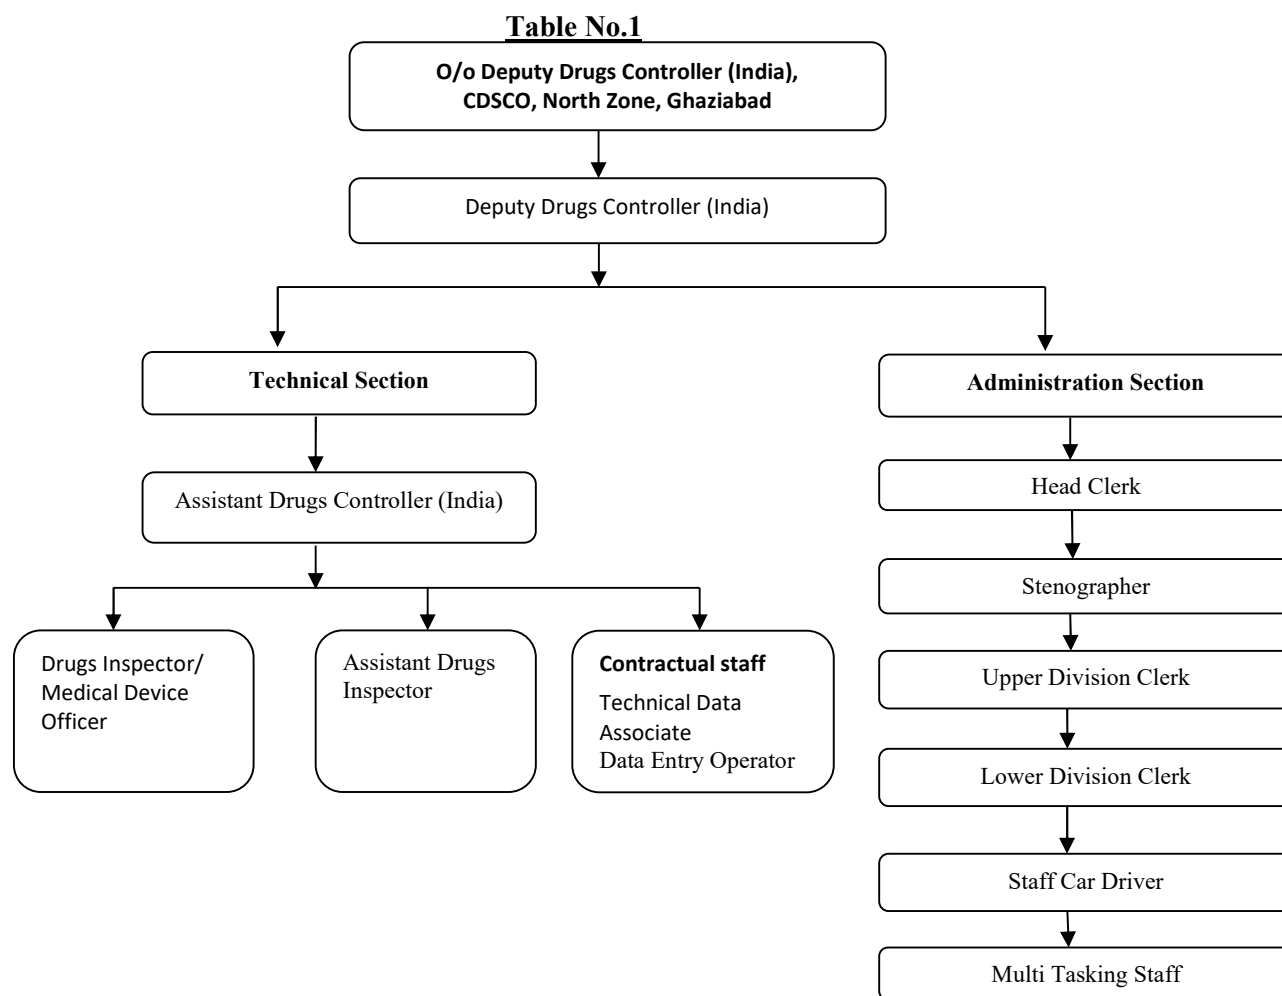 Table No.1
O/o Deputy Drugs Controller (India),
CDSCO, North Zone, Ghaziabad
Deputy Drugs Controller (India)
Technical Section
Assistant Drugs Controller (India)
Drugs Inspector/
Medical Device
Officer
Assistant Drugs
Inspector
Contractual staff
Technical Data
Associate
Data Entry Operator
Administration Section
Head Clerk
Stenographer
Upper Division Clerk
Lower Division Clerk
Staff Car Driver
Multi Tasking Staff